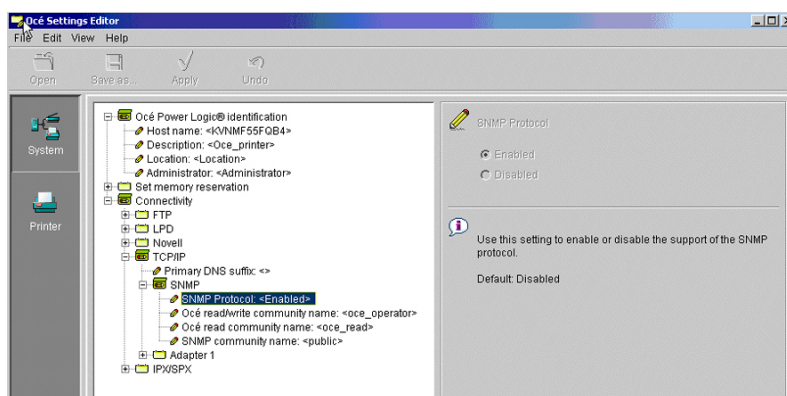 Océ Settings Editor
File Edit View Help
Open Save as... Apply Undo
System
Printer
Océ Power Logic® identification
Host name: <KVNMF55FQB4>
Description: <Oce_printer>
Location: <Location>
Administrator: <Administrator>
Set memory reservation
Connectivity
FTP
LPD
Novell
TCP/IP
Primary DNS suffix: <>
SNMP
SNMP Protocol: <Enabled>
Océ read/write community name: <oce_operator>
Océ read community name: <oce_read>
SNMP community name: <public>
Adapter 1
IPX/SPX
SNMP Protocol
Enabled
Disabled
Use this setting to enable or disable the support of the SNMP
protocol.
Default: Disabled